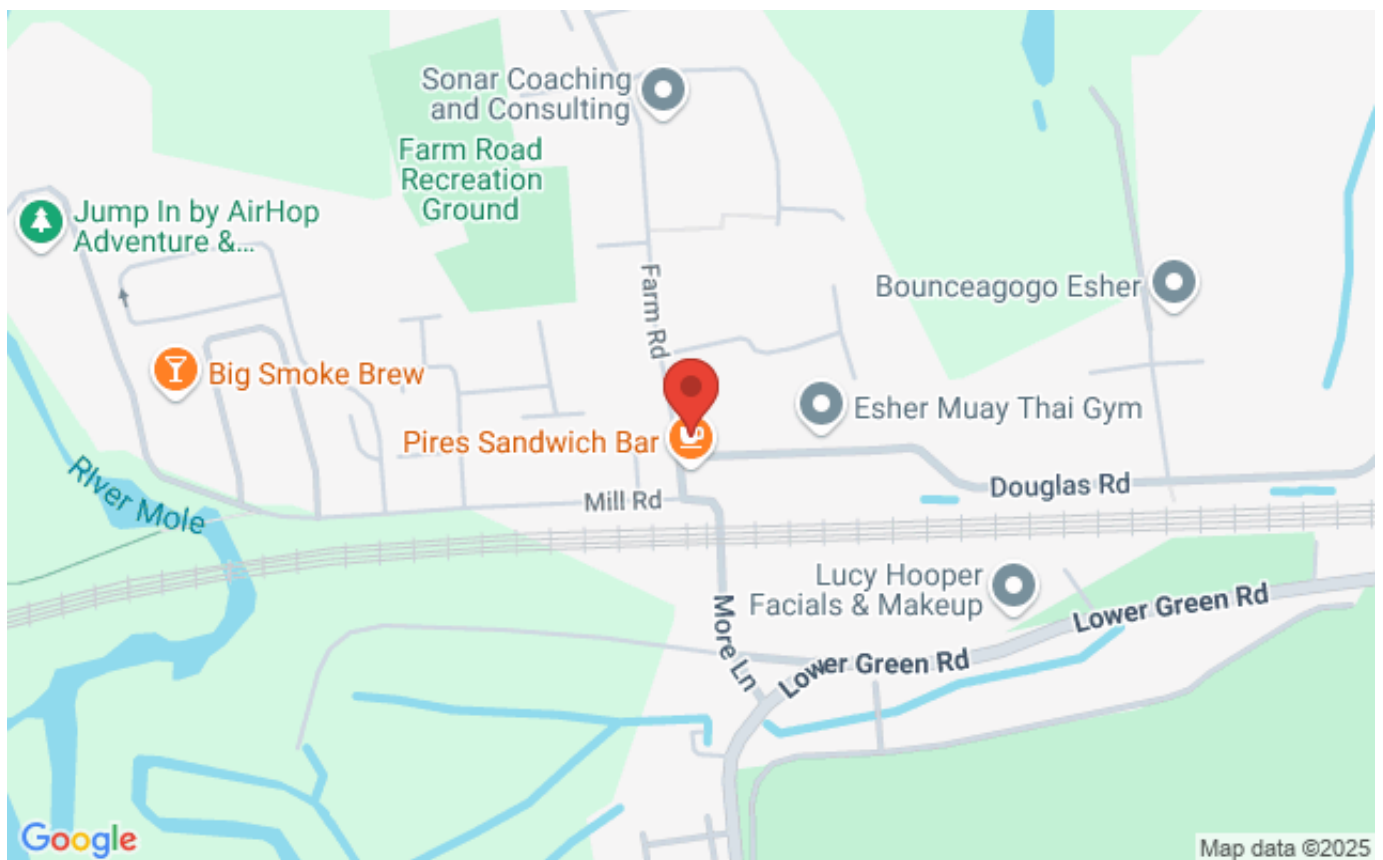 Sonar Coaching
and Consulting
Farm Road
Recreation
Ground
Jump In by AirHop
Adventure &...
Farm Rd
Bounceagogo Esher
Big Smoke Brew
Esher Muay Thai Gym
Pires Sandwich Bar
Douglas Rd
Mill Rd
River Mole
Lucy Hooper
Facials & Makeup
More Ln
Lower Green Rd
Lower Green Rd
Google
Map data ©2025